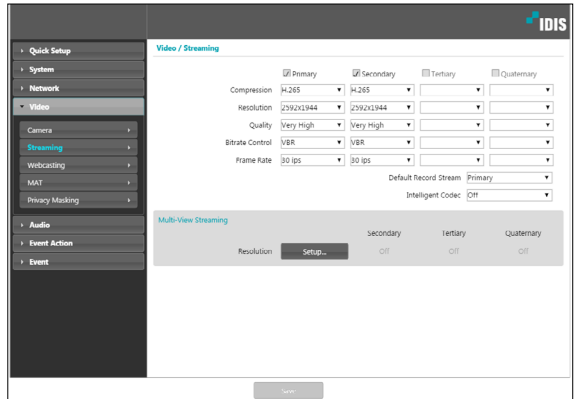 IDIS
Quick Setup
System
Network
Video
Camera
Streaming
Webcasting
MAT
Privacy Masking
Audio
Event Action
Event
Video / Streaming
Primary Secondary Tertiary Quaternary
Compression H.265 H.265
Resolution 2592x1944 2592x1944
Quality Very High Very High
Bitrate Control VBR VBR
Frame Rate 30 ips 30 ips
Default Record Stream Primary
Intelligent Codec Off
Multi-View Streaming
Secondary Tertiary Quaternary
Resolution Setup... Off Off Off
Save